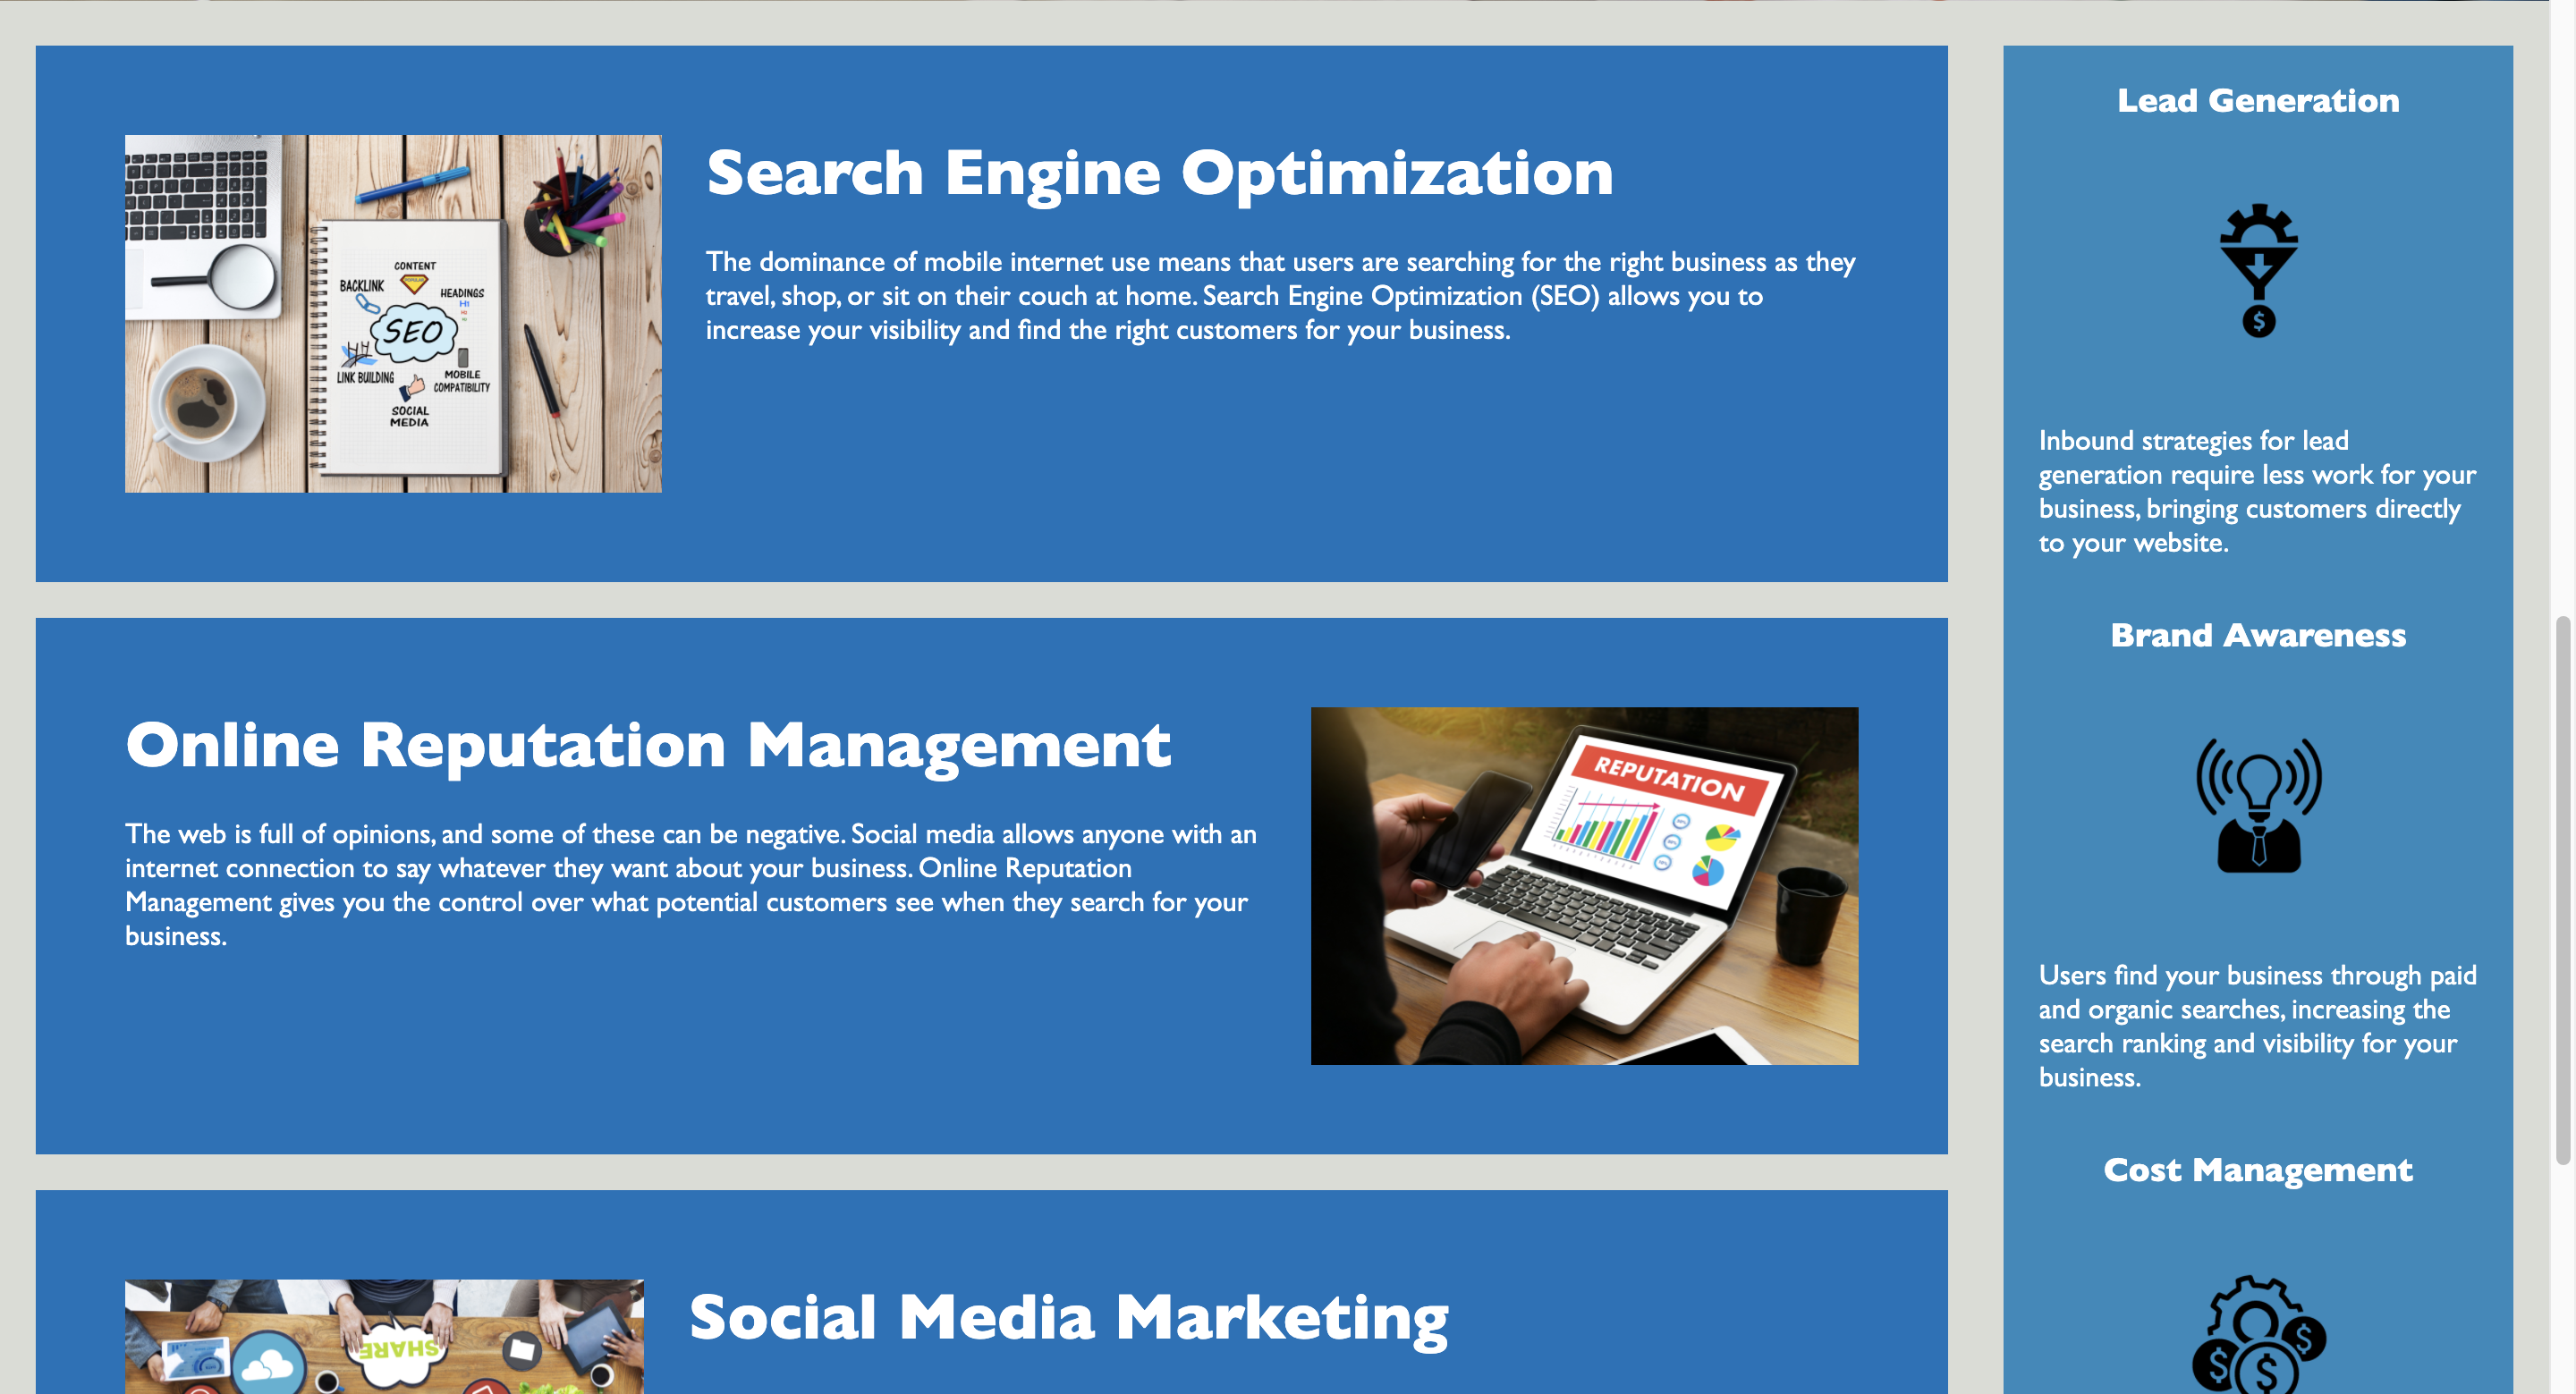 Search Engine Optimization
The dominance of mobile internet use means that users are searching for the right business as they
travel, shop, or sit on their couch at home. Search Engine Optimization (SEO) allows you to
increase your visibility and find the right customers for your business.
CONTENT
BACKLINK
HEADINGS
H1
SEO
LINK BUILDING
MOBILE
COMPATIBILITY
SOCIAL
MEDIA
Online Reputation Management
The web is full of opinions, and some of these can be negative. Social media allows anyone with an
internet connection to say whatever they want about your business. Online Reputation
Management gives you the control over what potential customers see when they search for your
business.
REPUTATION
Social Media Marketing
SHARE
Lead Generation
$
Inbound strategies for lead
generation require less work for your
business, bringing customers directly
to your website.
Brand Awareness
Users find your business through paid
and organic searches, increasing the
search ranking and visibility for your
business.
Cost Management
$
$
$